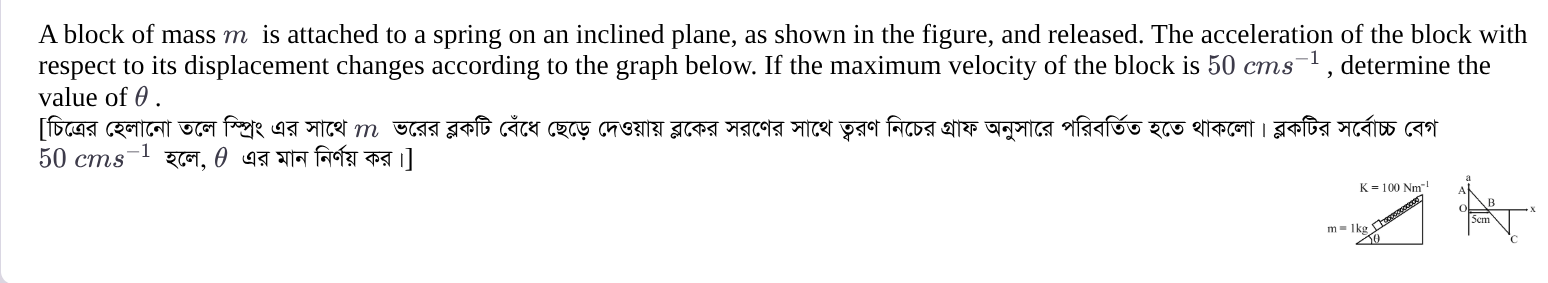 A block of mass m is attached to a spring on an inclined plane, as shown in the figure, and released. The acceleration of the block with
respect to its displacement changes according to the graph below. If the maximum velocity of the block is 50 cms⁻¹ , determine the
value of θ .
[চিত্রের হেলানো তলে স্প্রিং এর সাথে m ভরের ব্লকটি বেঁধে ছেড়ে দেওয়ায় ব্লকের সরণের সাথে ত্বরণ নিচের গ্রাফ অনুসারে পরিবর্তিত হতে থাকলো। ব্লকটির সর্বোচ্চ বেগ
50 cms⁻¹ হলে, θ এর মান নির্ণয় কর।]
K = 100 Nm⁻¹
m = 1kg
θ
a
A
O
B
x
5cm
C